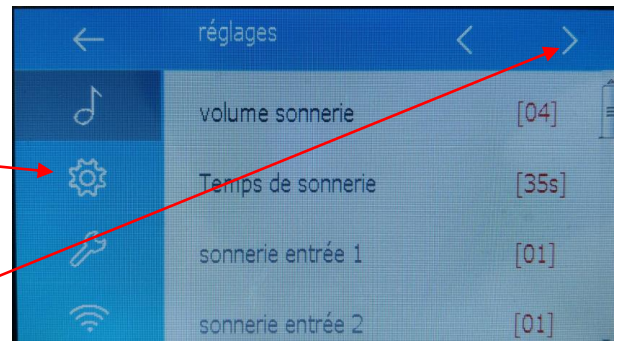 réglages
volume sonnerie [04]
Temps de sonnerie [35s]
sonnerie entrée 1 [01]
sonnerie entrée 2 [01]